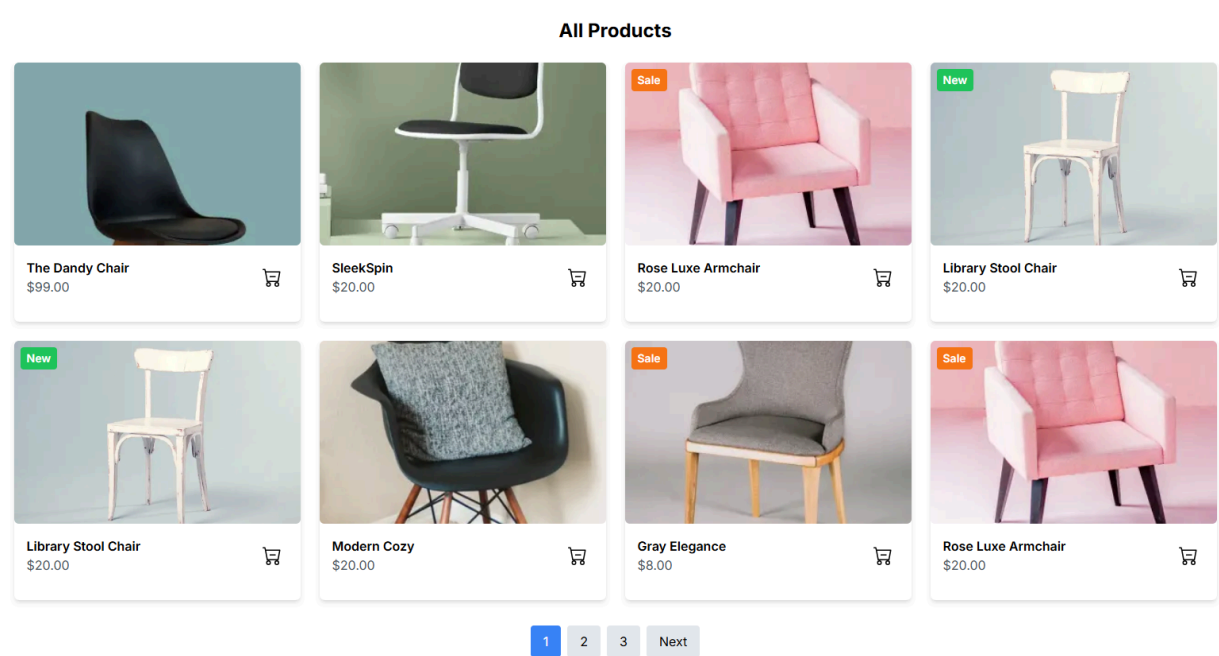 All Products
Sale
New
The Dandy Chair
$99.00
SleekSpin
$20.00
Rose Luxe Armchair
$20.00
Library Stool Chair
$20.00
New
Sale
Sale
Library Stool Chair
$20.00
Modern Cozy
$20.00
Gray Elegance
$8.00
Rose Luxe Armchair
$20.00
1 2 3 Next